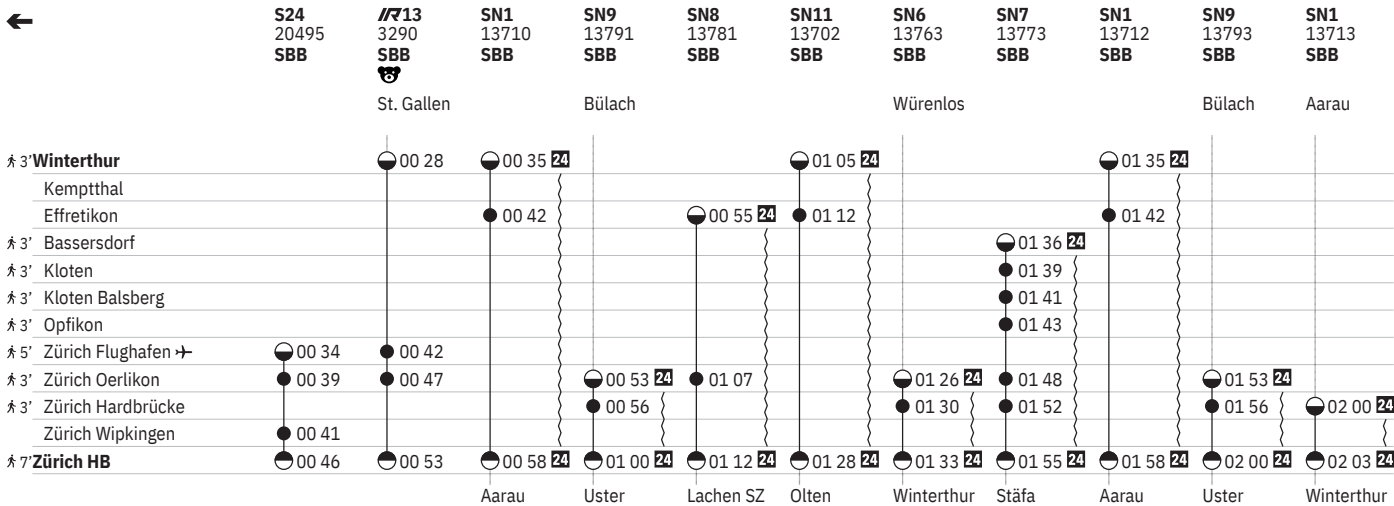 S24 IR13 SN1 SN9 SN8 SN11 SN6 SN7 SN1 SN9 SN1
20495 3290 13710 13791 13781 13702 13763 13773 13712 13793 13713
SBB SBB SBB SBB SBB SBB SBB SBB SBB SBB SBB
St. Gallen Bülach Würenlos Bülach Aarau
3' Winterthur 00 28 00 35 24 01 05 24 01 35 24
Kemptthal
Effretikon 00 42 00 55 24 01 12 01 42
3' Bassersdorf 01 36 24
3' Kloten 01 39
3' Kloten Balsberg 01 41
3' Opfikon 01 43
5' Zürich Flughafen 00 34 00 42
3' Zürich Oerlikon 00 39 00 47 00 53 24 01 07 01 26 24 01 48 01 53 24
3' Zürich Hardbrücke 00 56 01 30 01 52 01 56 02 00 24
Zürich Wipkingen 00 41
7' Zürich HB 00 46 00 53 00 58 24 01 00 24 01 12 24 01 28 24 01 33 24 01 55 24 01 58 24 02 00 24 02 03 24
Aarau Uster Lachen SZ Olten Winterthur Stäfa Aarau Uster Winterthur